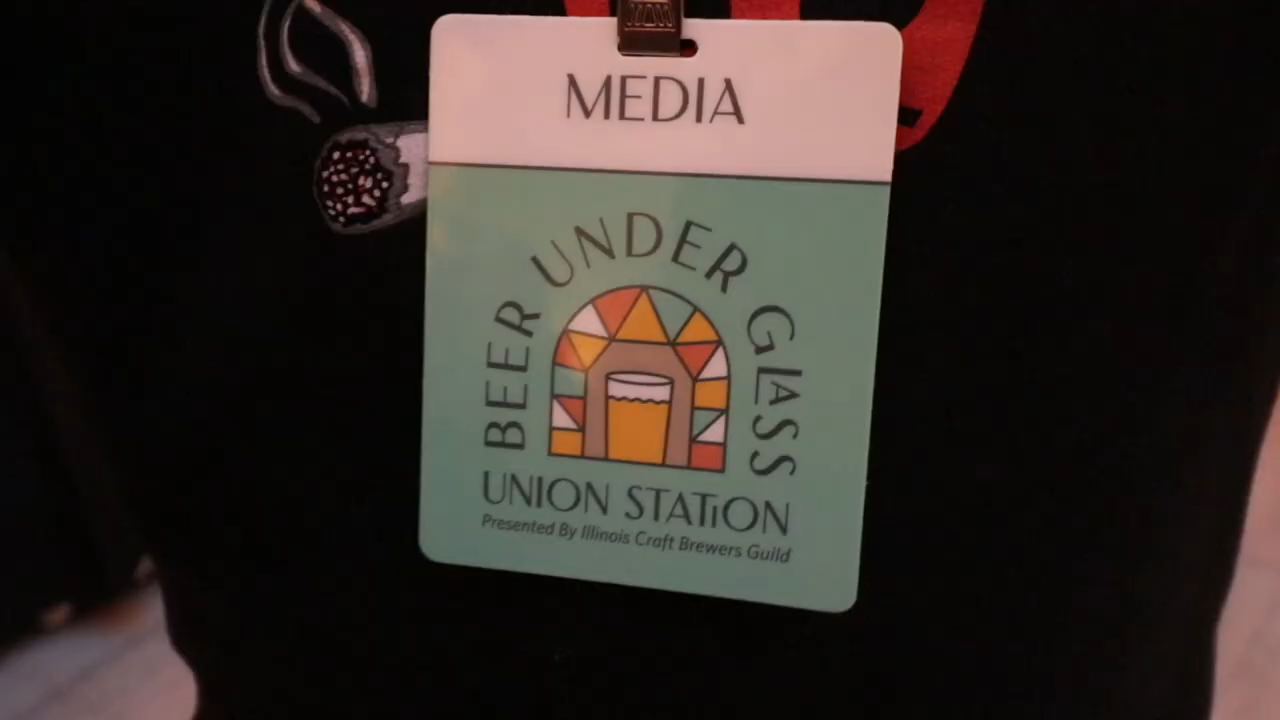 MEDIA
BEER UNDER GLASS
UNION STATiON
Presented By Illinois Craft Brewers Guild